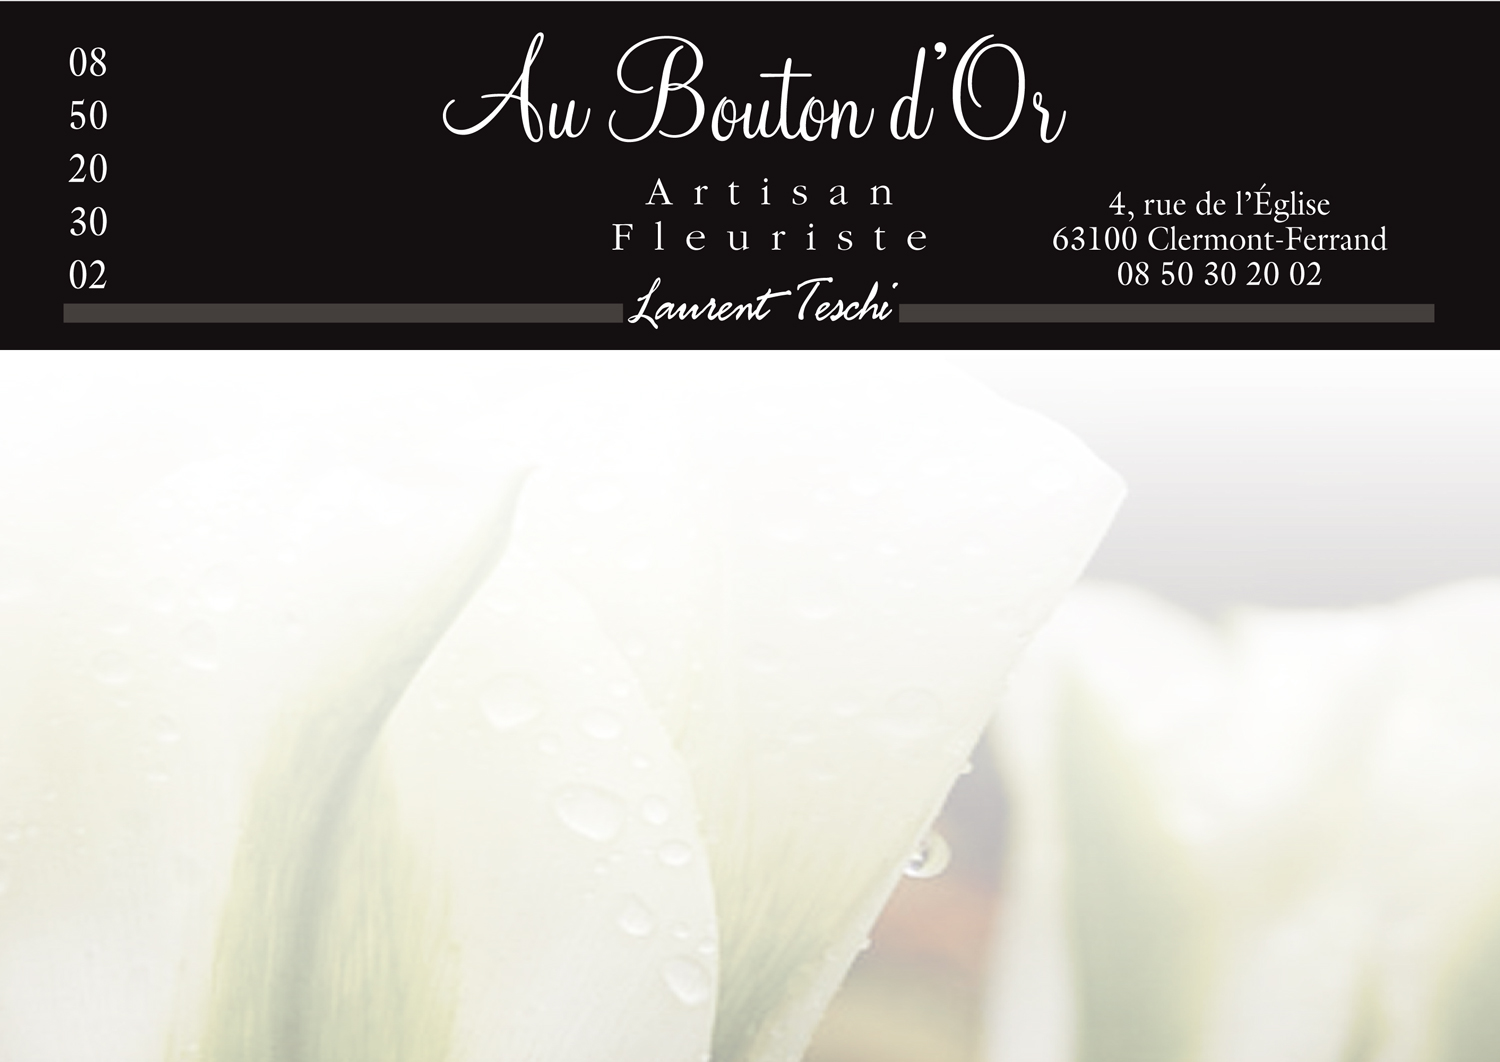 08
50
20
30
02
Au Bouton d'Or
Artisan
Fleuriste
Laurent Teschi
4, rue de l'Église
63100 Clermont-Ferrand
08 50 30 20 02